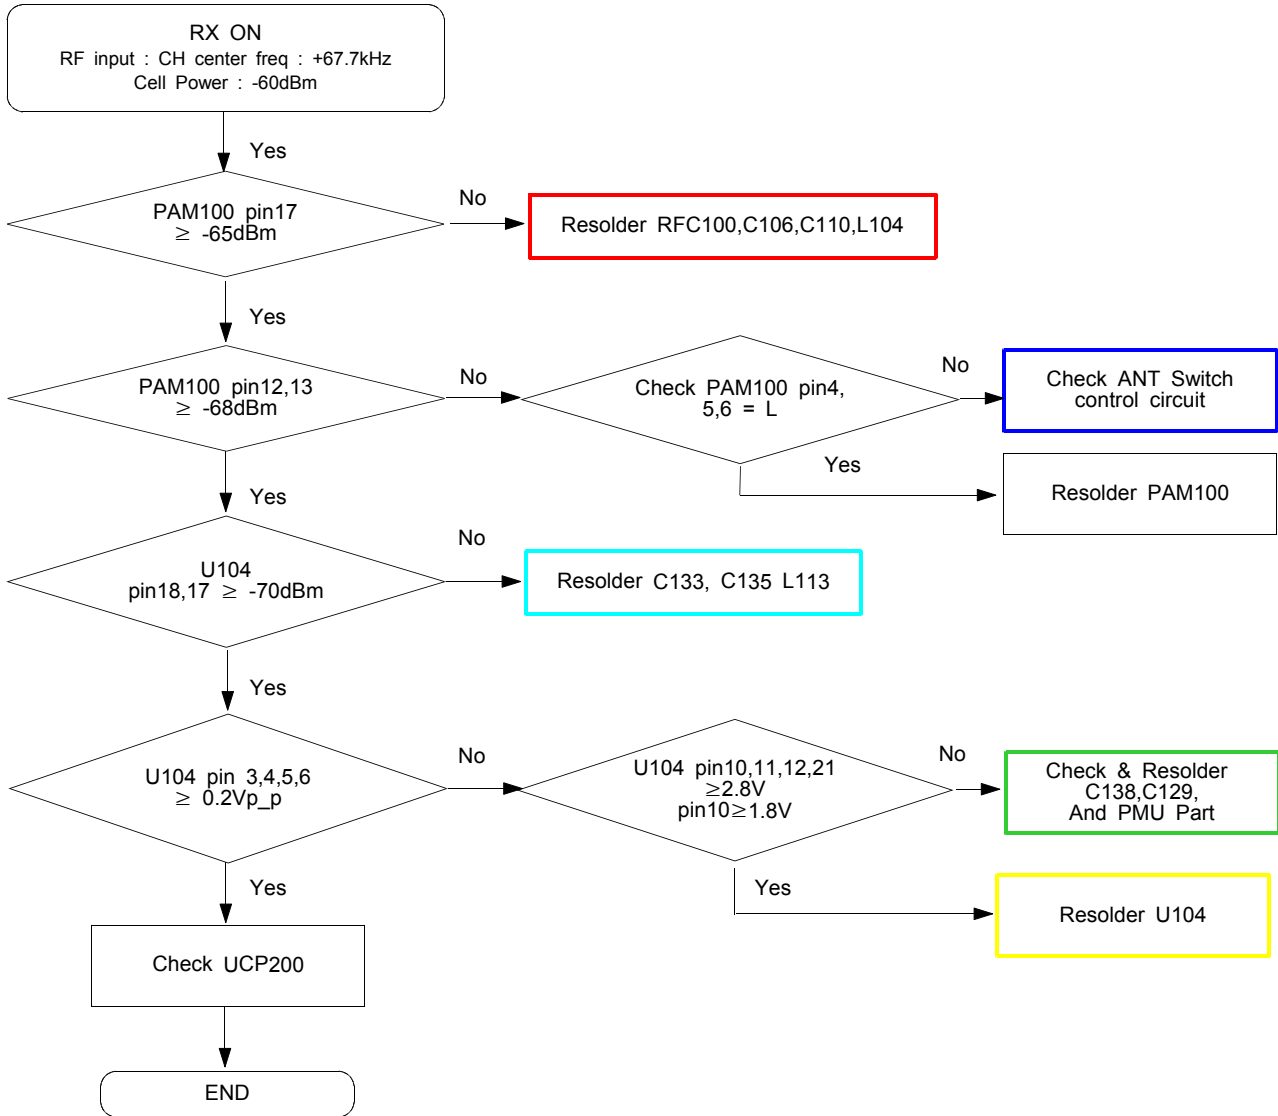 RX ON
RF input : CH center freq : +67.7kHz
Cell Power : -60dBm
Yes
PAM100 pin17
≥ -65dBm
No
Resolder RFC100,C106,C110,L104
Yes
PAM100 pin12,13
≥ -68dBm
No
Check PAM100 pin4,
5,6 = L
No
Check ANT Switch
control circuit
Yes
Resolder PAM100
Yes
U104
pin18,17 ≥ -70dBm
No
Resolder C133, C135 L113
Yes
U104 pin 3,4,5,6
≥ 0.2Vp_p
No
U104 pin10,11,12,21
≥2.8V
pin10≥1.8V
No
Check & Resolder
C138,C129,
And PMU Part
Yes
Resolder U104
Yes
Check UCP200
END